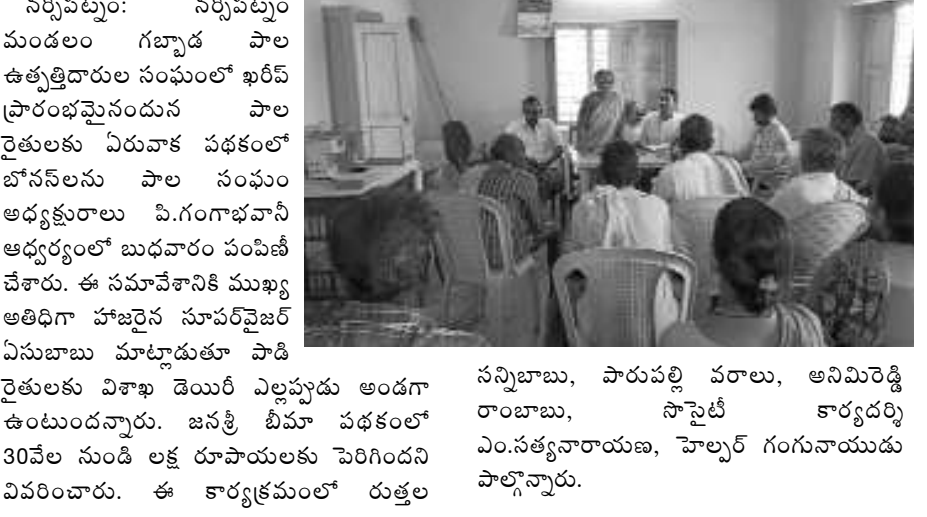 నర్సీపట్నం: నర్సీపట్నం
మండలం గబ్బాడ పాల
ఉత్పత్తిదారుల సంఘంలో ఖరీప్
ప్రారంభమైనందున పాల
రైతులకు ఏరువాక పథకంలో
బోనస్‌లను పాల సంఘం
అధ్యక్షురాలు పి.గంగాభవానీ
ఆధ్వర్యంలో బుధవారం పంపిణీ
చేశారు. ఈ సమావేశానికి ముఖ్య
అతిధిగా హాజరైన సూపర్‌వైజర్
ఏసుబాబు మాట్లాడుతూ పాడి
రైతులకు విశాఖ డెయిరీ ఎల్లప్పుడు అండగా
ఉంటుందన్నారు. జనశ్రీ బీమా పథకంలో
30వేల నుండి లక్ష రూపాయలకు పెరిగిందని
వివరించారు. ఈ కార్యక్రమంలో రుత్తల
సన్నిబాబు, పారుపల్లి వరాలు, అనిమిరెడ్డి
రాంబాబు, సొసైటీ కార్యదర్శి
ఎం.సత్యనారాయణ, హెల్పర్ గంగునాయుడు
పాల్గొన్నారు.